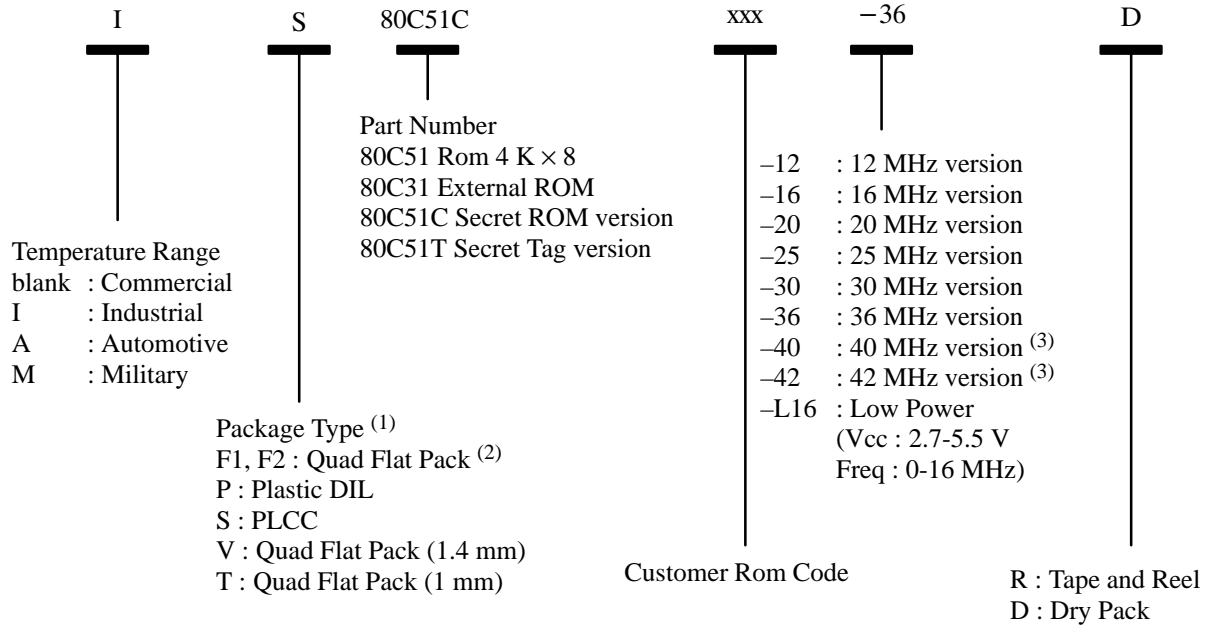 I S 80C51C xxx −36 D
Part Number
80C51 Rom 4 K × 8
80C31 External ROM
80C51C Secret ROM version
80C51T Secret Tag version
–12 : 12 MHz version
–16 : 16 MHz version
–20 : 20 MHz version
–25 : 25 MHz version
–30 : 30 MHz version
–36 : 36 MHz version
–40 : 40 MHz version (3)
–42 : 42 MHz version (3)
–L16 : Low Power
(Vcc : 2.7-5.5 V
Freq : 0-16 MHz)
Temperature Range
blank : Commercial
I : Industrial
A : Automotive
M : Military
Package Type (1)
F1, F2 : Quad Flat Pack (2)
P : Plastic DIL
S : PLCC
V : Quad Flat Pack (1.4 mm)
T : Quad Flat Pack (1 mm)
Customer Rom Code
R : Tape and Reel
D : Dry Pack